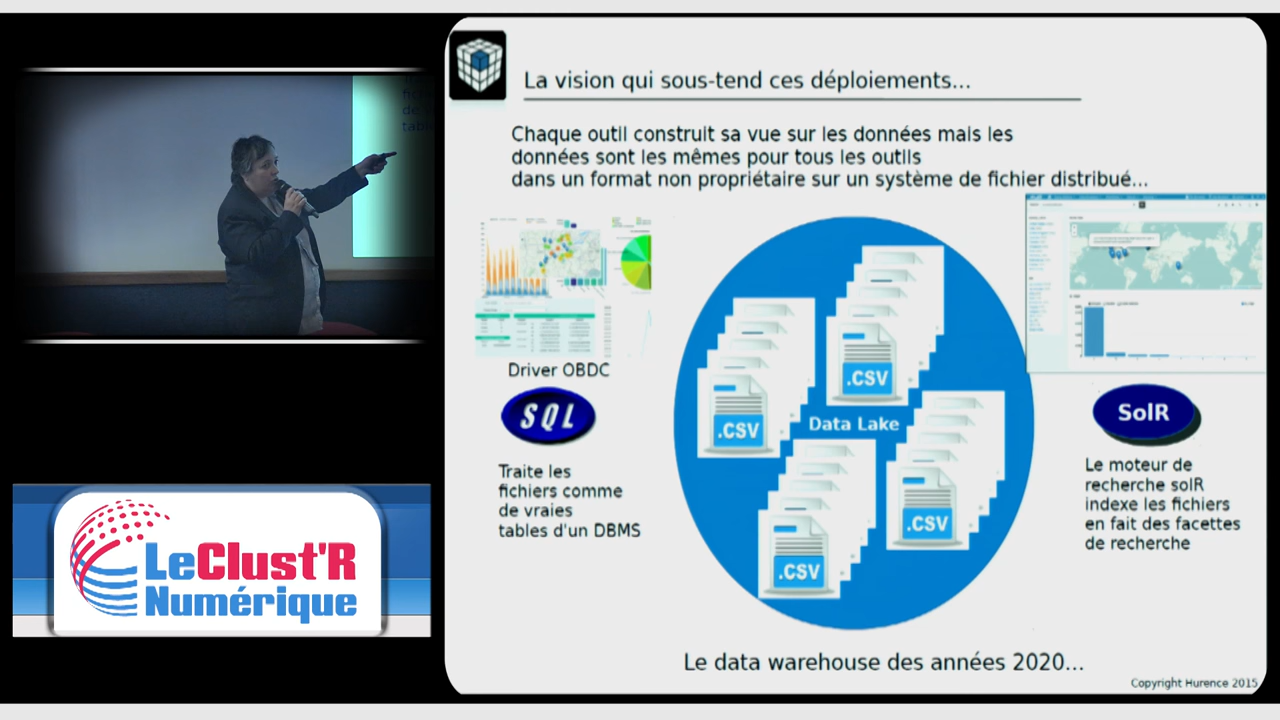 La vision qui sous-tend ces déploiements...
Chaque outil construit sa vue sur les données mais les
données sont les mêmes pour tous les outils
dans un format non propriétaire sur un système de fichier distribué...
Driver OBDC
SQL
Traite les
fichiers comme
de vraies
tables d'un DBMS
.CSV
.CSV
Data Lake
.CSV
.CSV
SolR
Le moteur de
recherche solR
indexe les fichiers
en fait des facettes
de recherche
Le data warehouse des années 2020...
Copyright Hurence 2015
LeClust'R
Numérique